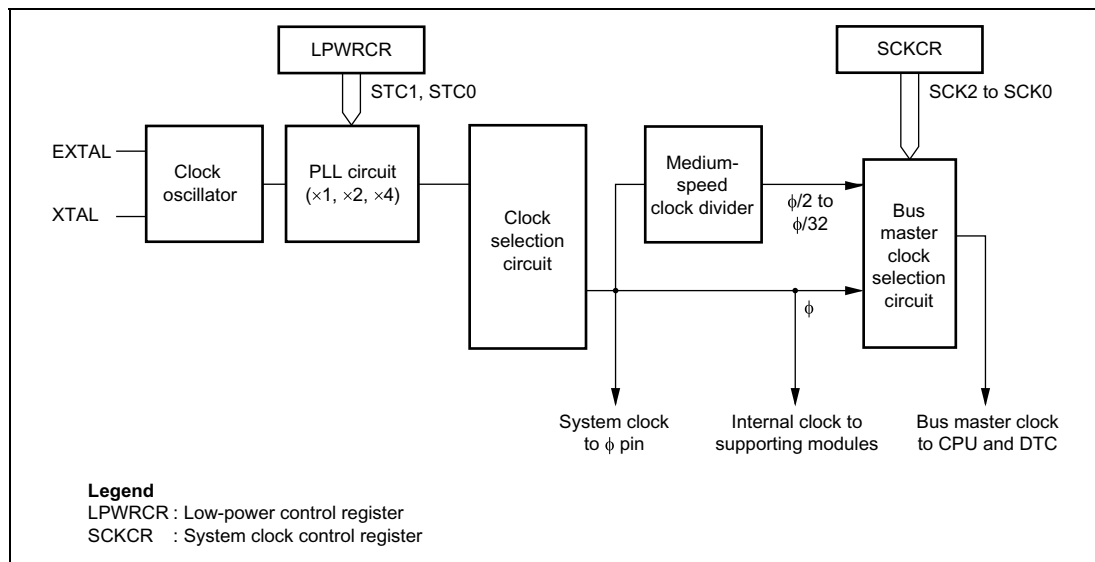 LPWRCR
SCKCR
STC1, STC0
SCK2 to SCK0
EXTAL
XTAL
Clock
oscillator
PLL circuit
(×1, ×2, ×4)
Clock
selection
circuit
Medium-
speed
clock divider
ϕ/2 to
ϕ/32
ϕ
Bus
master
clock
selection
circuit
System clock
to ϕ pin
Internal clock to
supporting modules
Bus master clock
to CPU and DTC
Legend
LPWRCR : Low-power control register
SCKCR : System clock control register